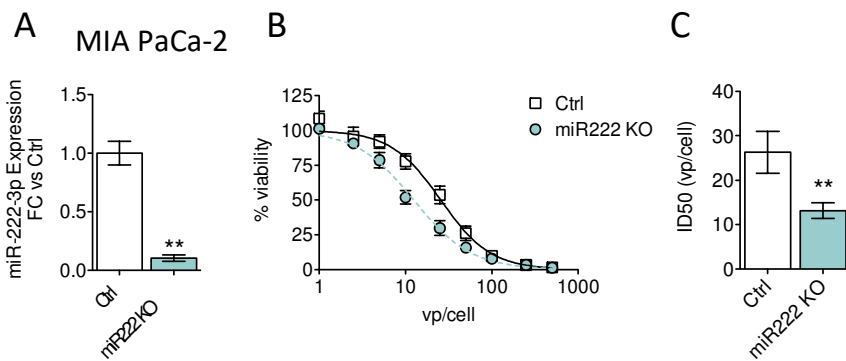 A
MIA PaCa-2
miR-222-3p Expression
FC vs Ctrl
1.5
1.0
0.5
0.0
**
Ctrl
miR222 KO
B
% viability
125
100
75
50
25
0
1
10
100
1000
vp/cell
Ctrl
miR222 KO
C
ID50 (vp/cell)
40
30
20
10
0
**
Ctrl
miR222 KO